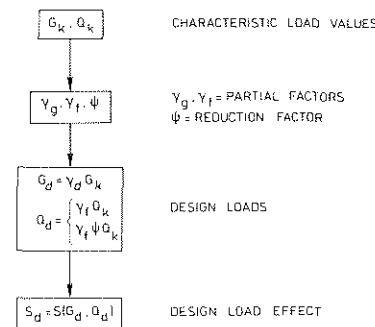 G_k, Q_k CHARACTERISTIC LOAD VALUES
γ_g, γ_f, ψ
γ_g, γ_f = PARTIAL FACTORS
ψ = REDUCTION FACTOR
G_d = γ_d G_k
Q_d = { γ_f Q_k
γ_f ψ Q_k
DESIGN LOADS
S_d = S{G_d, Q_d} DESIGN LOAD EFFECT